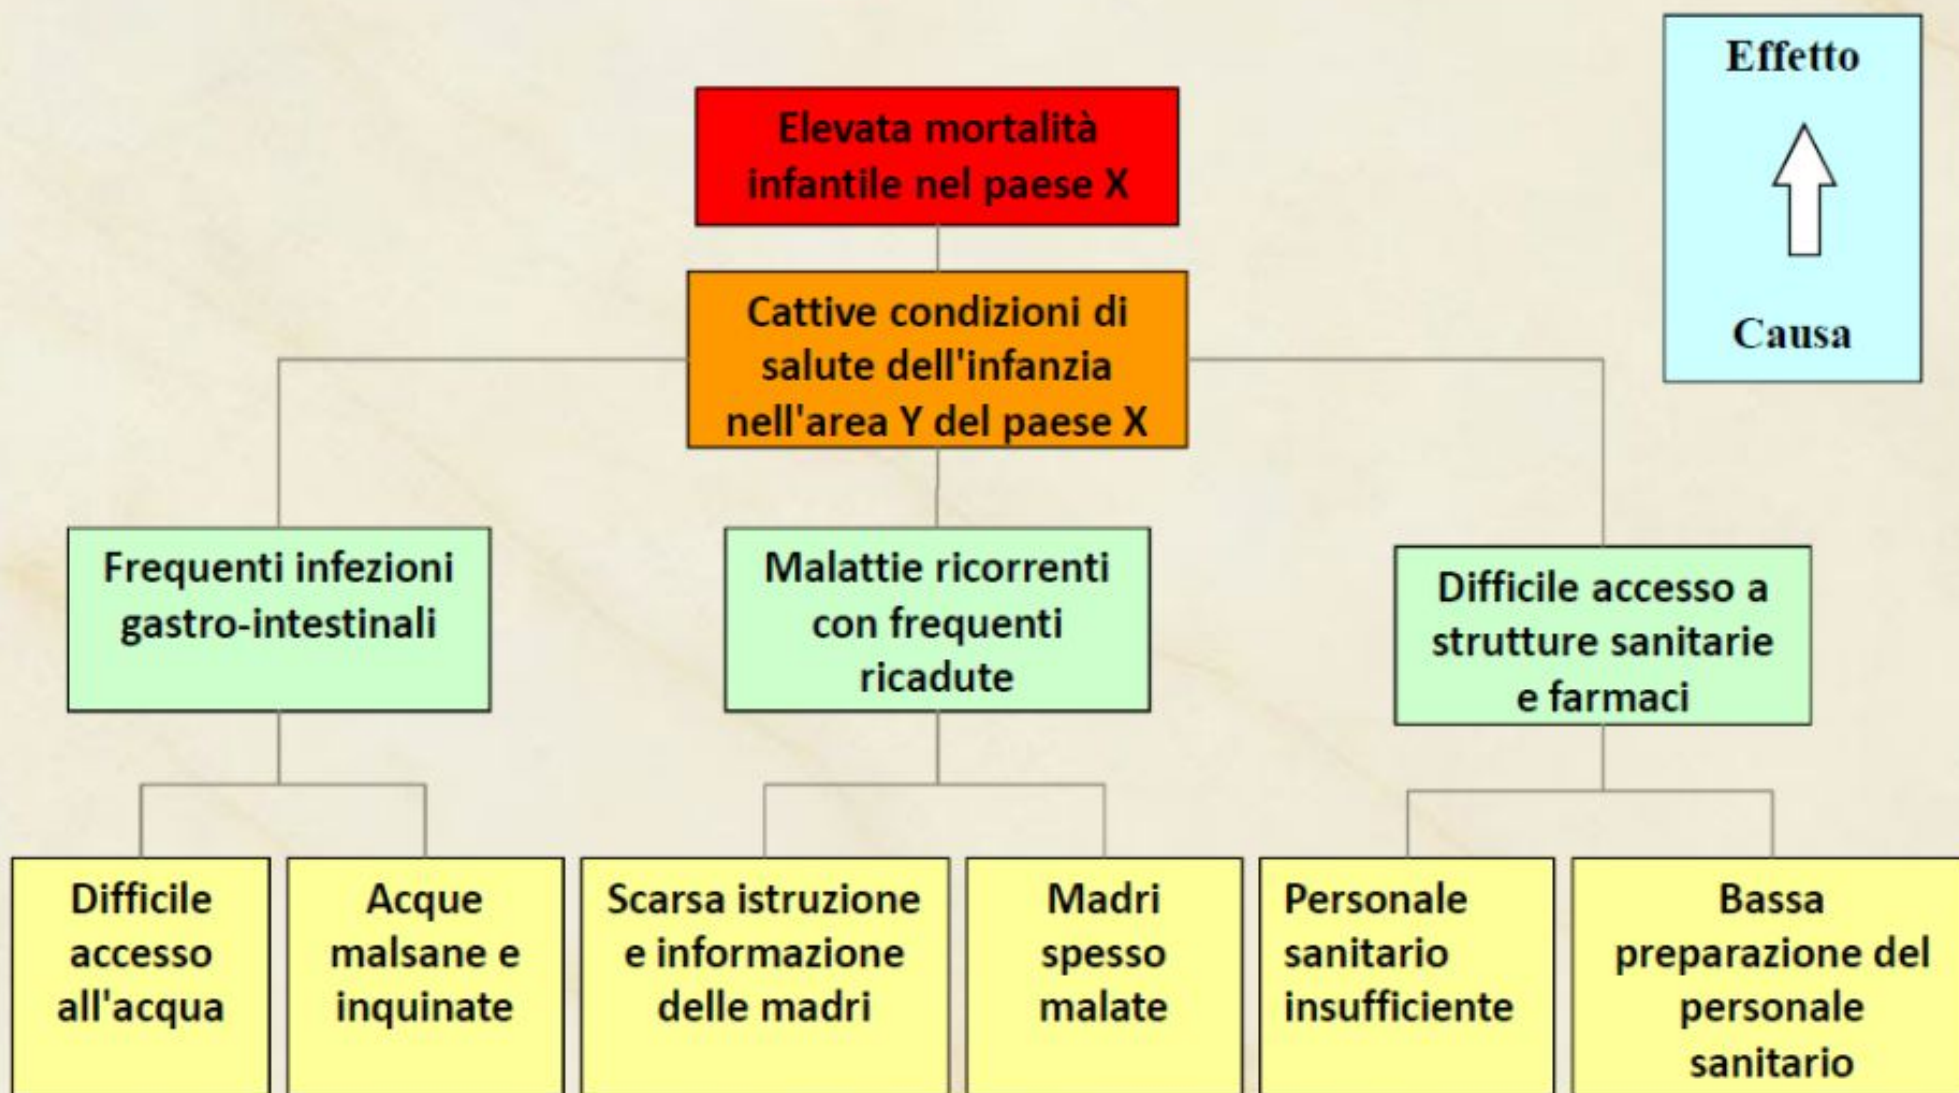 Effetto
Causa
Elevata mortalità
infantile nel paese X
Cattive condizioni di
salute dell'infanzia
nell'area Y del paese X
Frequenti infezioni
gastro-intestinali
Malattie ricorrenti
con frequenti
ricadute
Difficile accesso a
strutture sanitarie
e farmaci
Difficile
accesso
all'acqua
Acque
malsane e
inquinate
Scarsa istruzione
e informazione
delle madri
Madri
spesso
malate
Personale
sanitario
insufficiente
Bassa
preparazione del
personale
sanitario